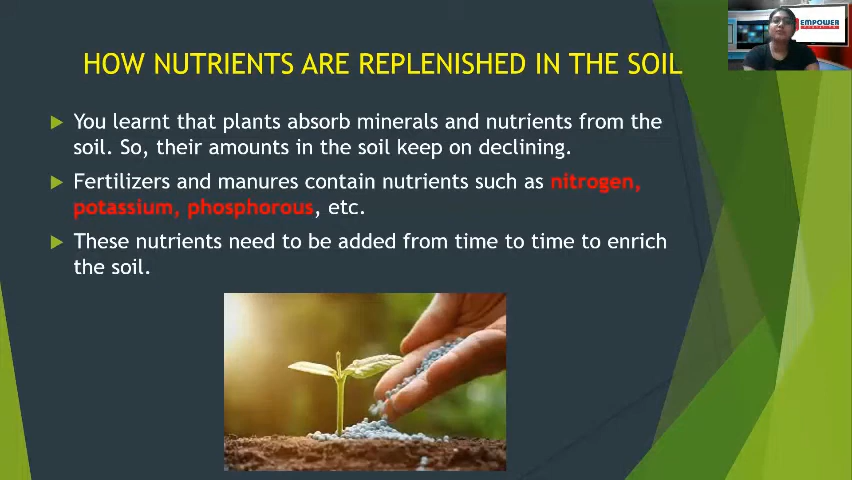 EMPOWER
HOW NUTRIENTS ARE REPLENISHED IN THE SOIL
You learnt that plants absorb minerals and nutrients from the
soil. So, their amounts in the soil keep on declining.
Fertilizers and manures contain nutrients such as nitrogen,
potassium, phosphorous, etc.
These nutrients need to be added from time to time to enrich
the soil.